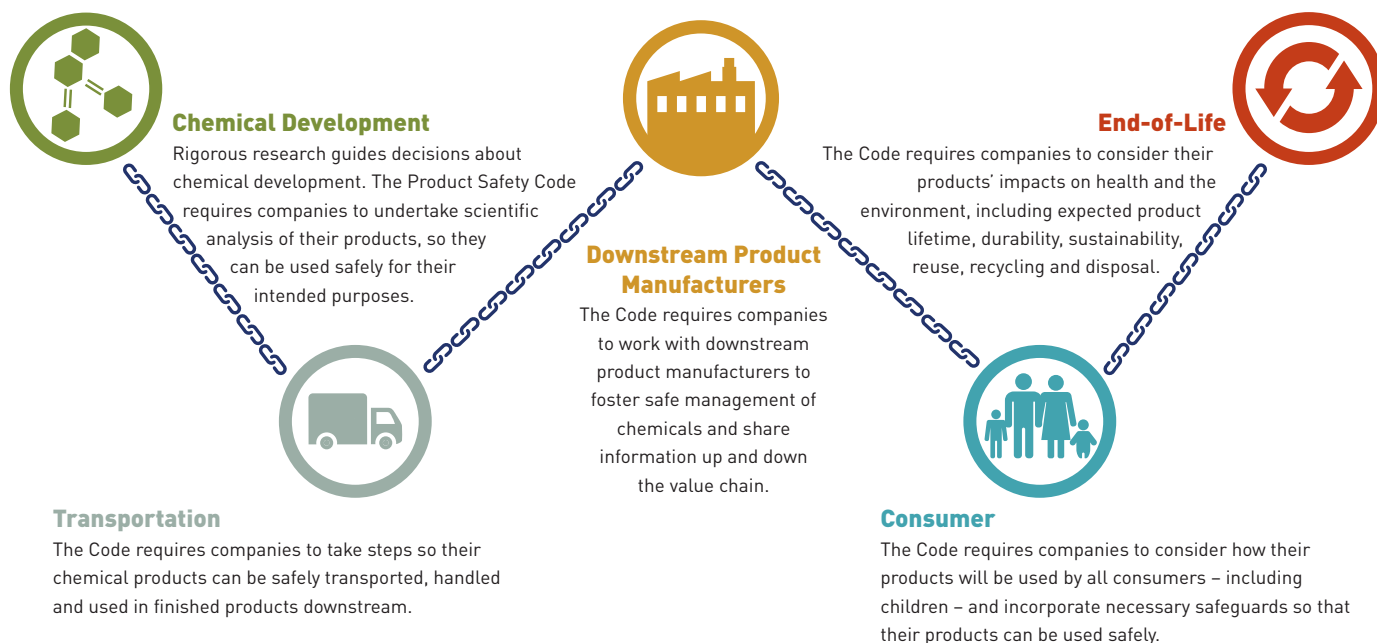 Chemical Development
Rigorous research guides decisions about
chemical development. The Product Safety Code
requires companies to undertake scientific
analysis of their products, so they
can be used safely for their
intended purposes.
Transportation
The Code requires companies to take steps so their
chemical products can be safely transported, handled
and used in finished products downstream.
Downstream Product
Manufacturers
The Code requires companies
to work with downstream
product manufacturers to
foster safe management of
chemicals and share
information up and down
the value chain.
Consumer
The Code requires companies to consider how their
products will be used by all consumers – including
children – and incorporate necessary safeguards so that
their products can be used safely.
End-of-Life
The Code requires companies to consider their
products’ impacts on health and the
environment, including expected product
lifetime, durability, sustainability,
reuse, recycling and disposal.